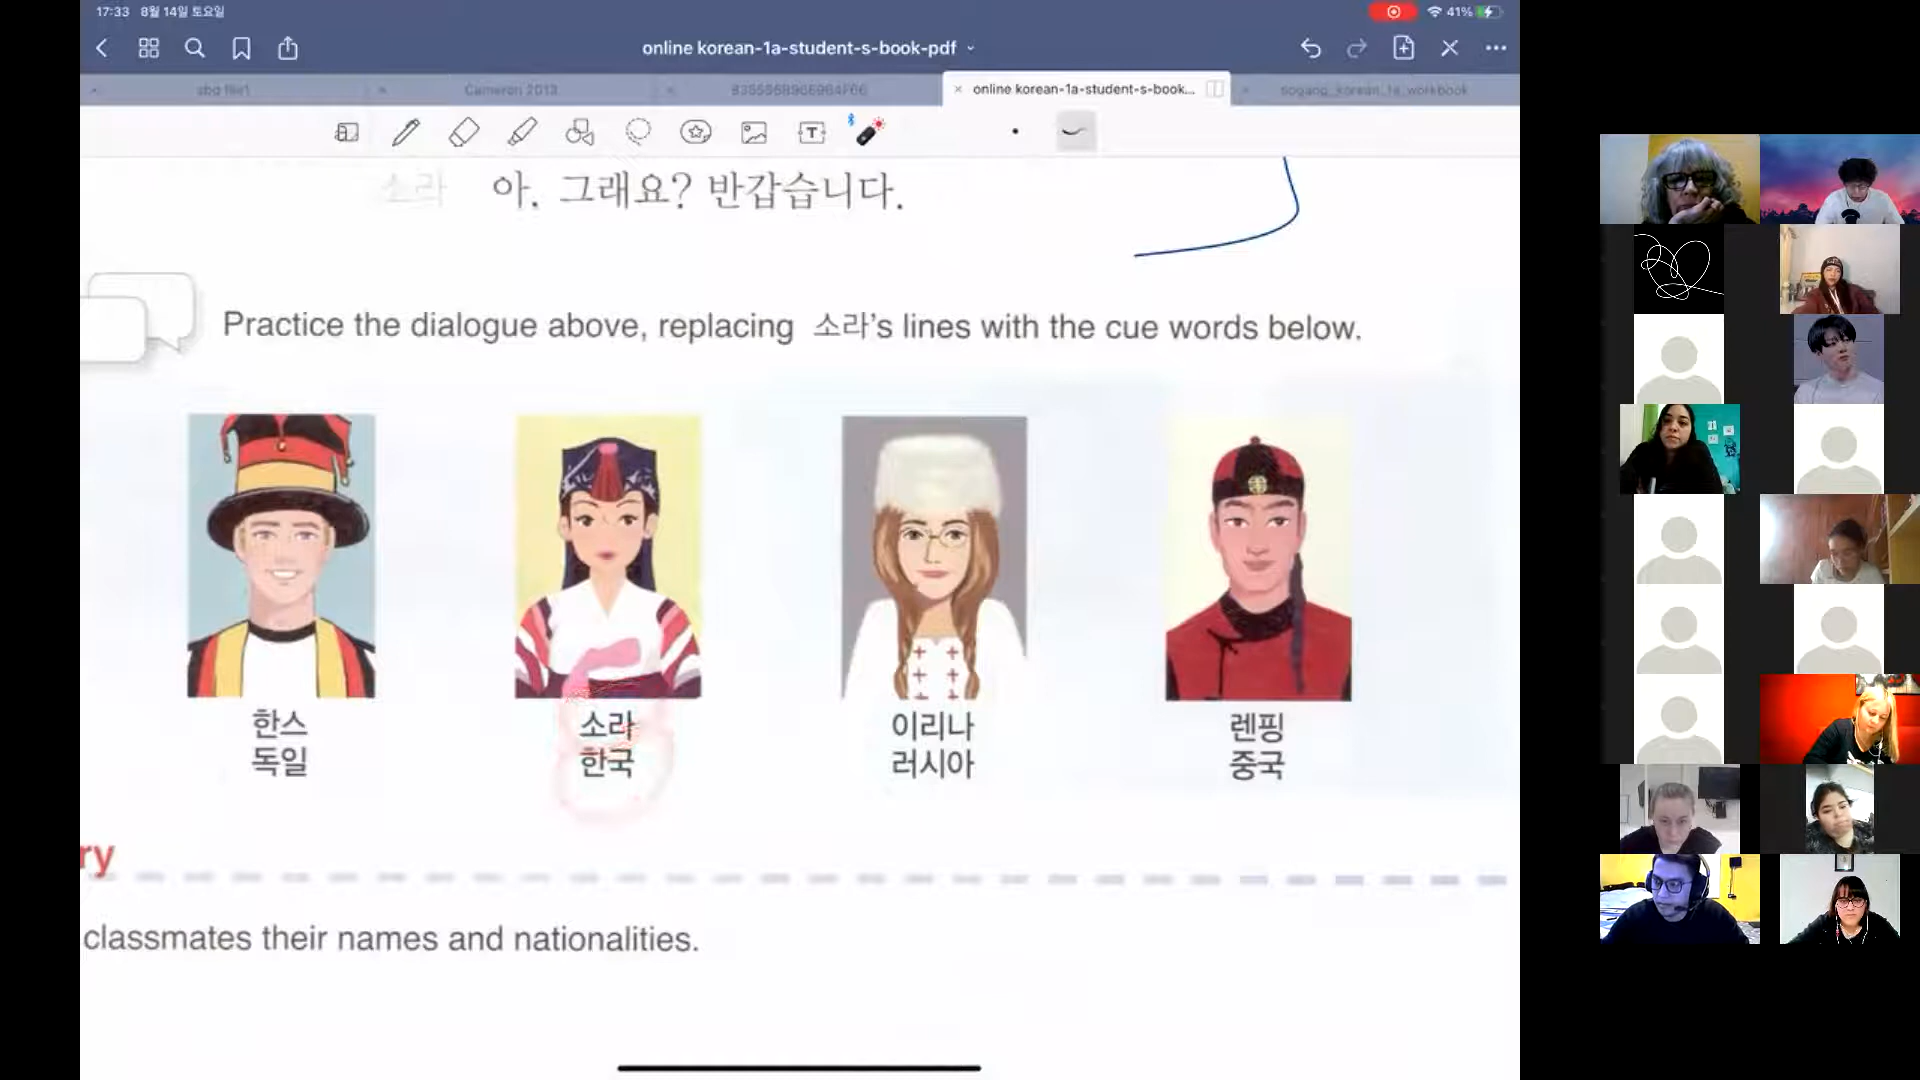 17:33 8월 14일 토요일
41%
online korean-1a-student-s-book-pdf
Cameron 2013
online korean-1a-student-s-book...
sogang_korean_1a_workbook
T
소라 아. 그래요? 반갑습니다.
Practice the dialogue above, replacing 소라's lines with the cue words below.
한스
독일
소라
한국
이리나
러시아
렌핑
중국
ry
classmates their names and nationalities.